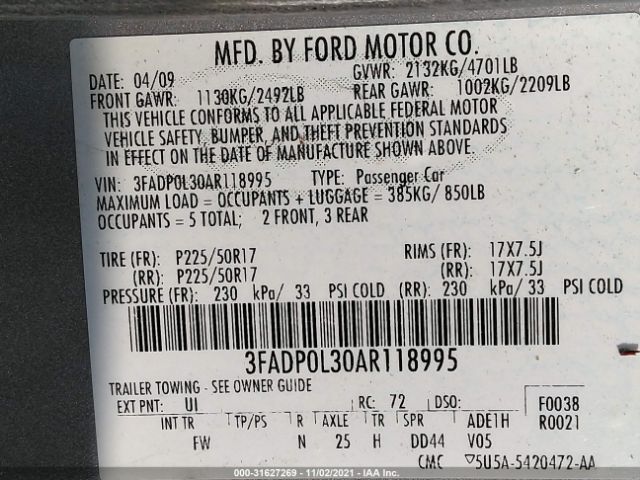 MFD. BY FORD MOTOR CO.
DATE: 04/09 GVWR: 2132KG/4701LB
FRONT GAWR: 1130KG/2492LB REAR GAWR: 1002KG/2209LB
THIS VEHICLE CONFORMS TO ALL APPLICABLE FEDERAL MOTOR
VEHICLE SAFETY, BUMPER, AND THEFT PREVENTION STANDARDS
IN EFFECT ON THE DATE OF MANUFACTURE SHOWN ABOVE.
VIN: 3FADP0L30AR118995 TYPE: Passenger Car
MAXIMUM LOAD = OCCUPANTS + LUGGAGE = 385KG/ 850LB
OCCUPANTS = 5 TOTAL; 2 FRONT, 3 REAR
TIRE (FR): P225/50R17 RIMS (FR): 17X7.5J
(RR): P225/50R17 (RR): 17X7.5J
PRESSURE (FR): 230 kPa/ 33 PSI COLD (RR): 230 kPa/ 33 PSI COLD
3FADP0L30AR118995
TRAILER TOWING - SEE OWNER GUIDE
EXT PNT: UI RC: 72 DSO: F0038
INT TR TP/PS R AXLE TR SPR ADE1H R0021
FW N 25 H DD44 V05
CMC ▽5U5A-5420472-AA
000-31627269 - 11/02/2021 - IAA Inc.